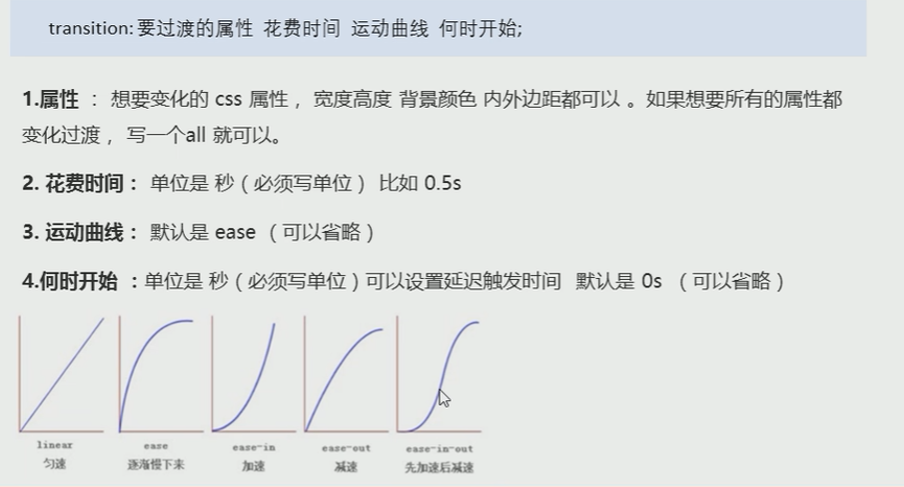 transition: 要过渡的属性 花费时间 运动曲线 何时开始;
1.属性 ： 想要变化的 css 属性， 宽度高度 背景颜色 内外边距都可以 。如果想要所有的属性都
变化过渡， 写一个all 就可以。
2. 花费时间： 单位是 秒（必须写单位） 比如 0.5s
3. 运动曲线： 默认是 ease （可以省略）
4.何时开始 ：单位是 秒（必须写单位）可以设置延迟触发时间 默认是 0s （可以省略）
linear ease ease-in ease-out ease-in-out
匀速 逐渐慢下来 加速 减速 先加速后减速